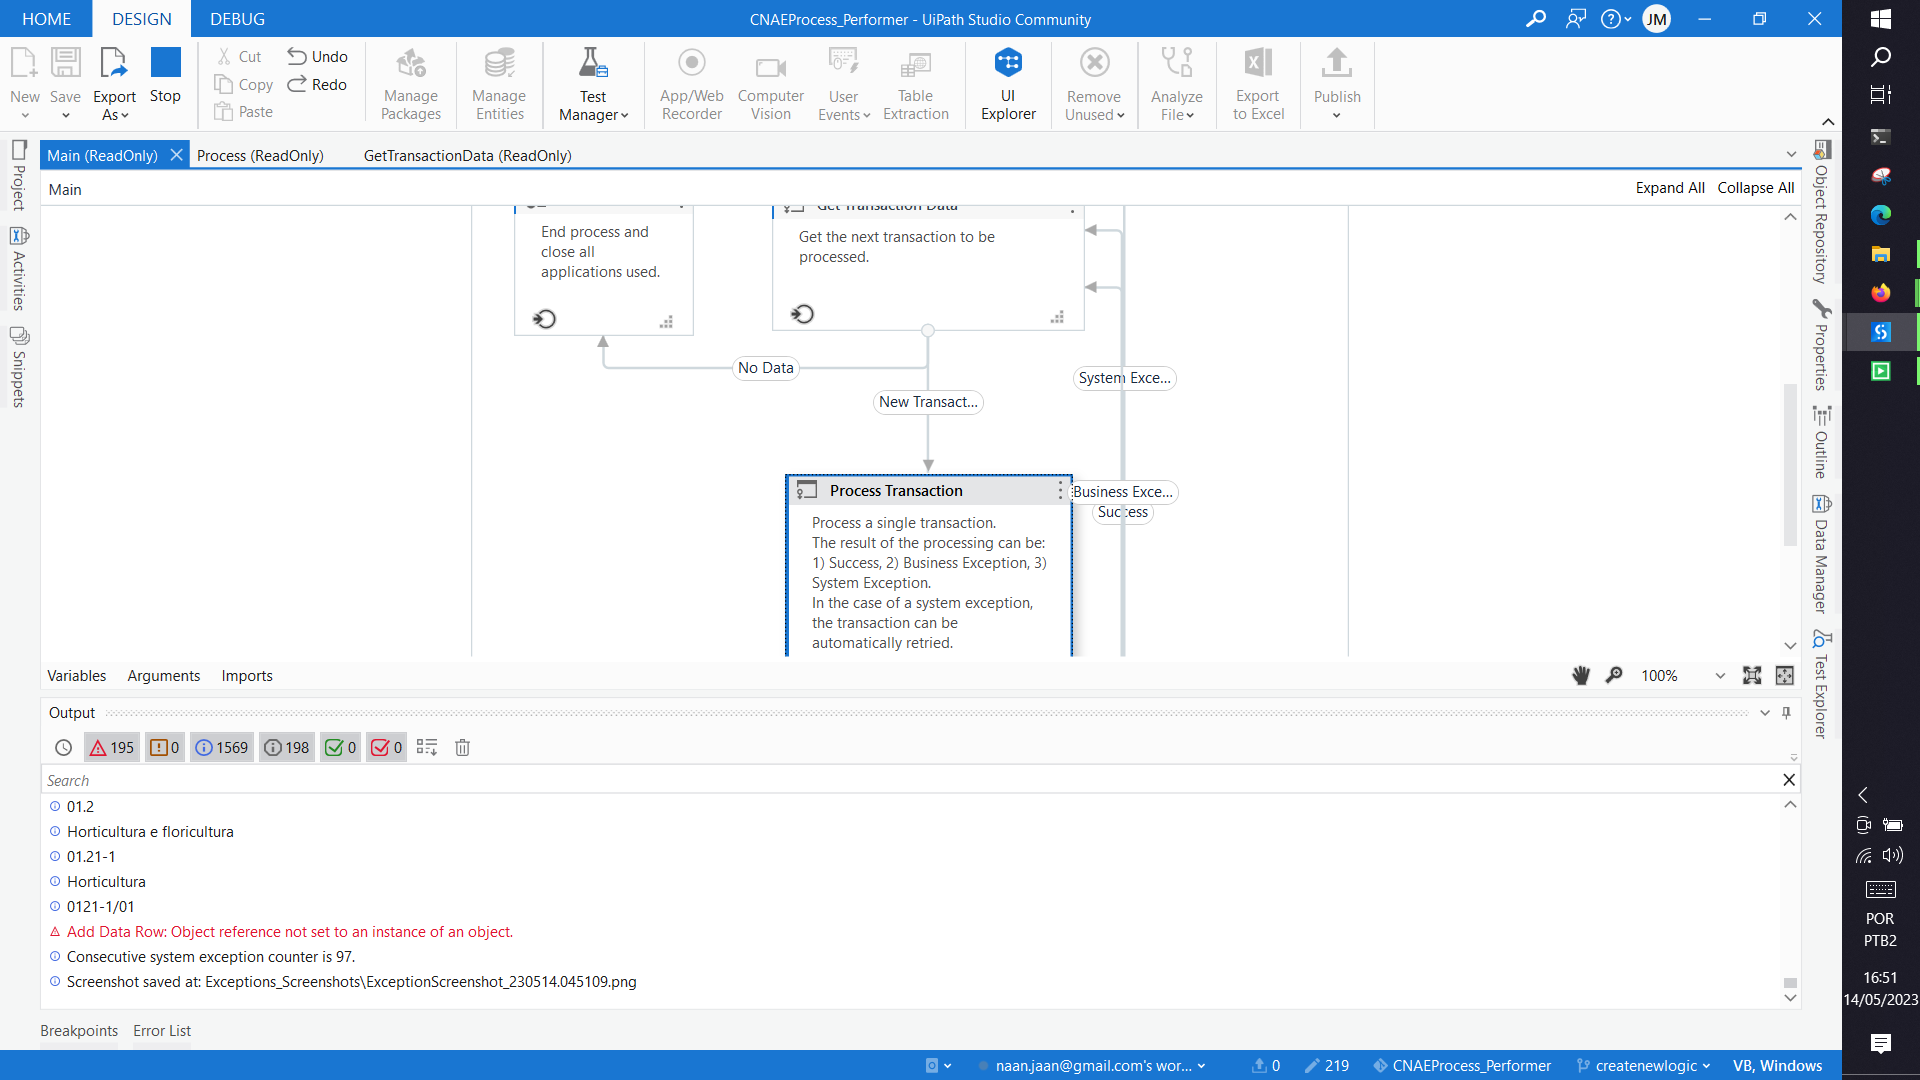 HOME DESIGN DEBUG
CNAEProcess_Performer - UiPath Studio Community
JM
New
Save
Export As
Stop
Cut
Copy
Paste
Undo
Redo
Manage Packages
Manage Entities
Test Manager
App/Web Recorder
Computer Vision
User Events
Table Extraction
UI Explorer
Remove Unused
Analyze File
Export to Excel
Publish
Main (ReadOnly)
Process (ReadOnly)
GetTransactionData (ReadOnly)
Main
Expand All Collapse All
Project
Activities
Snippets
Object Repository
Properties
Outline
Data Manager
Test Explorer
End process and
close all
applications used.
Get Transaction Data
Get the next transaction to be
processed.
No Data
New Transact...
System Exce...
Business Exce...
Success
Process Transaction
Process a single transaction.
The result of the processing can be:
1) Success, 2) Business Exception, 3)
System Exception.
In the case of a system exception,
the transaction can be
automatically retried.
Variables Arguments Imports
100%
Output
195 0 1569 198 0 0
Search
01.2
Horticultura e floricultura
01.21-1
Horticultura
0121-1/01
Add Data Row: Object reference not set to an instance of an object.
Consecutive system exception counter is 97.
Screenshot saved at: Exceptions_Screenshots\ExceptionScreenshot_230514.045109.png
Breakpoints Error List
naan.jaan@gmail.com's wor...
0
219
CNAEProcess_Performer
createnewlogic
VB, Windows
POR
PTB2
16:51
14/05/2023